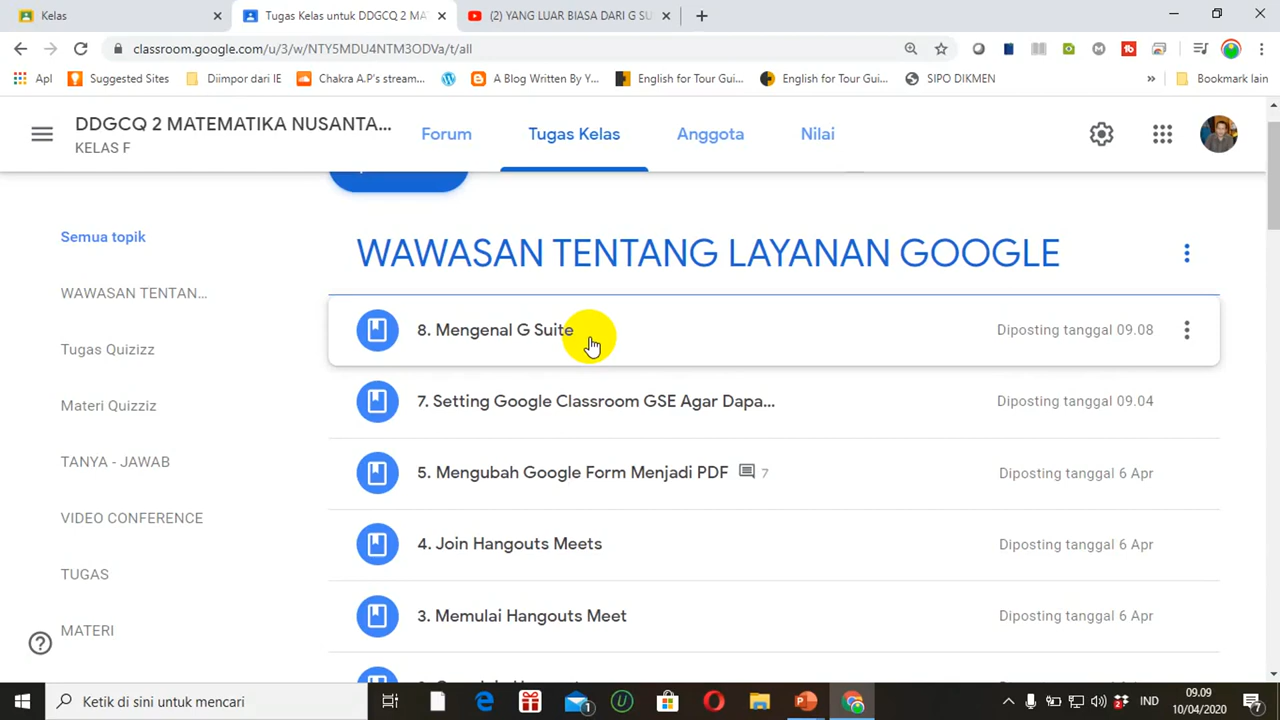 Kelas
Tugas Kelas untuk DDGCQ 2 MAT
(2) YANG LUAR BIASA DARI G SU
classroom.google.com/u/3/w/NTY5MDU4NTM3ODVa/t/all
Apl
Suggested Sites
Diimpor dari IE
Chakra A.P's stream...
A Blog Written By Y...
English for Tour Gui...
English for Tour Gui...
SIPO DIKMEN
»
Bookmark lain
DDGCQ 2 MATEMATIKA NUSANTA...
KELAS F
Forum
Tugas Kelas
Anggota
Nilai
Semua topik
WAWASAN TENTAN...
Tugas Quizizz
Materi Quizziz
TANYA - JAWAB
VIDEO CONFERENCE
TUGAS
MATERI
WAWASAN TENTANG LAYANAN GOOGLE
8. Mengenal G Suite
Diposting tanggal 09.08
7. Setting Google Classroom GSE Agar Dapa...
Diposting tanggal 09.04
5. Mengubah Google Form Menjadi PDF 7
Diposting tanggal 6 Apr
4. Join Hangouts Meets
Diposting tanggal 6 Apr
3. Memulai Hangouts Meet
Diposting tanggal 6 Apr
Ketik di sini untuk mencari
IND
09.09
10/04/2020